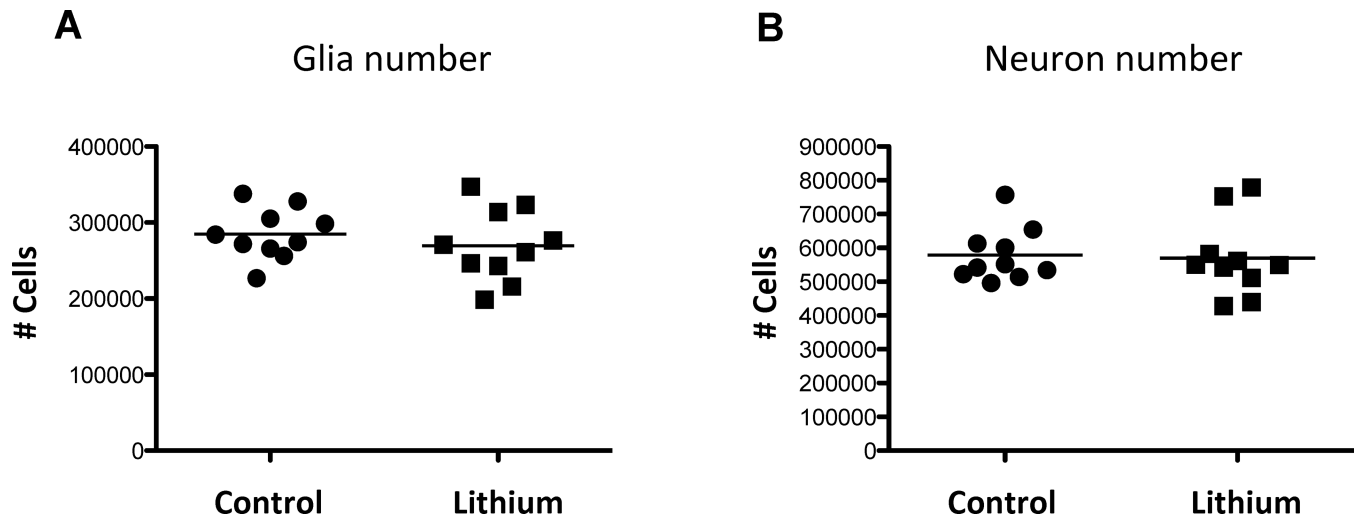 A
Glia number
# Cells
400000
300000
200000
100000
0
Control
Lithium
B
Neuron number
# Cells
900000
800000
700000
600000
500000
400000
300000
200000
100000
0
Control
Lithium